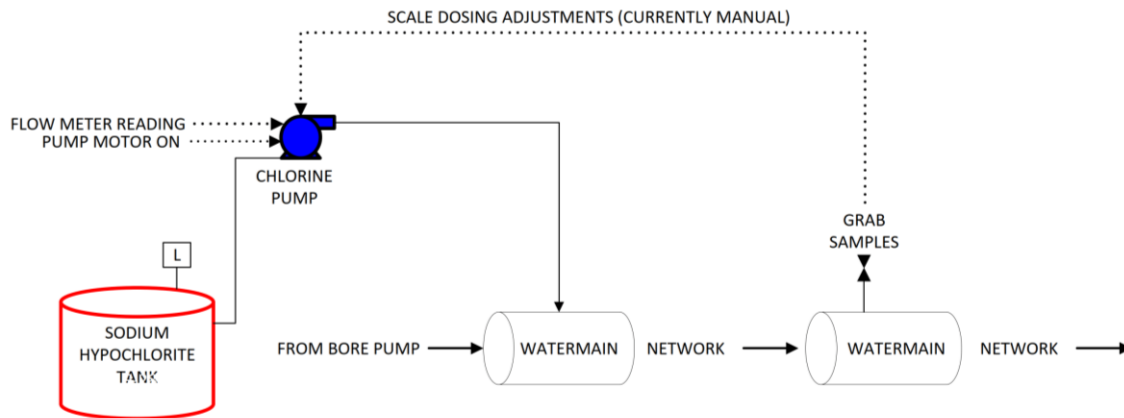 SCALE DOSING ADJUSTMENTS (CURRENTLY MANUAL)
FLOW METER READING
PUMP MOTOR ON
CHLORINE
PUMP
GRAB
SAMPLES
L
SODIUM
HYPOCHLORITE
TANK
FROM BORE PUMP
WATERMAIN
NETWORK
WATERMAIN
NETWORK